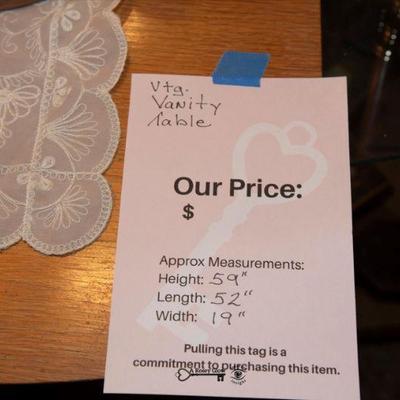 Vtg.
Vanity
Table
Our Price:
$
Approx Measurements:
Height: 59"
Length: 52"
Width: 19"
Pulling this tag is a
commitment to purchasing this item.